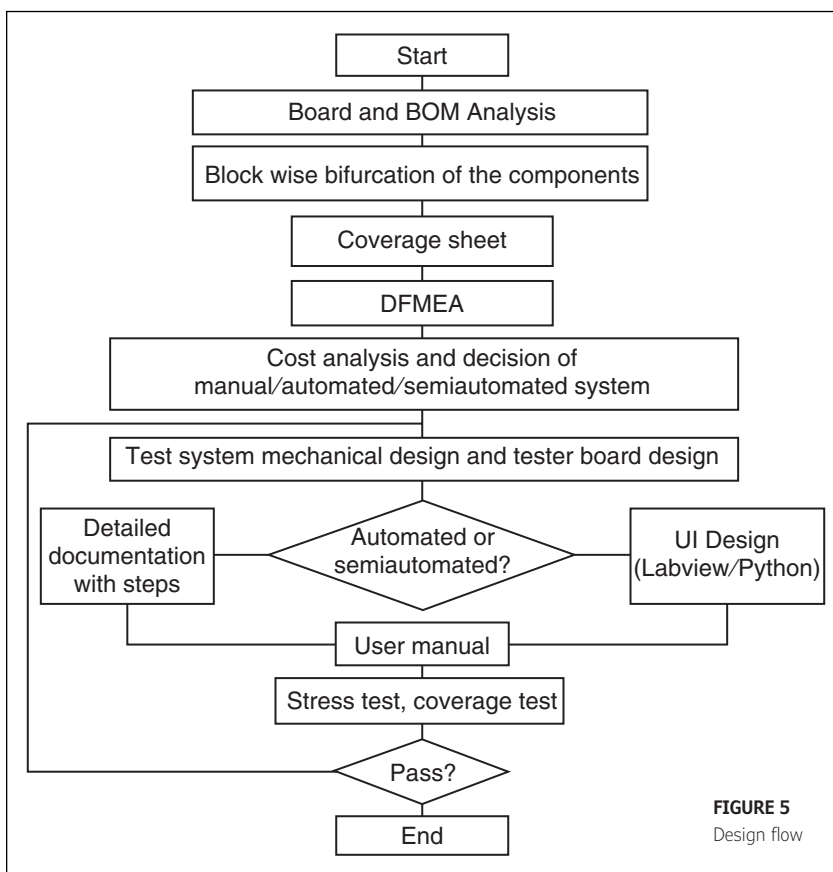 Start
Board and BOM Analysis
Block wise bifurcation of the components
Coverage sheet
DFMEA
Cost analysis and decision of
manual/automated/semiautomated system
Test system mechanical design and tester board design
Detailed
documentation
with steps
Automated or
semiautomated?
UI Design
(Labview/Python)
User manual
Stress test, coverage test
Pass?
End
FIGURE 5
Design flow